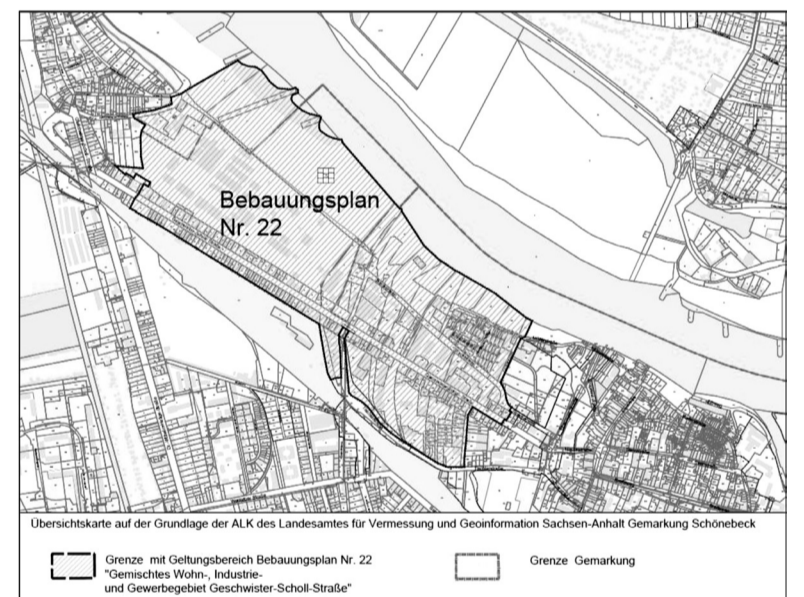 Bebauungsplan
Nr. 22
Übersichtskarte auf der Grundlage der ALK des Landesamtes für Vermessung und Geoinformation Sachsen-Anhalt Gemarkung Schönebeck
Grenze mit Geltungsbereich Bebauungsplan Nr. 22
"Gemischtes Wohn-, Industrie-
und Gewerbegebiet Geschwister-Scholl-Straße"
Grenze Gemarkung